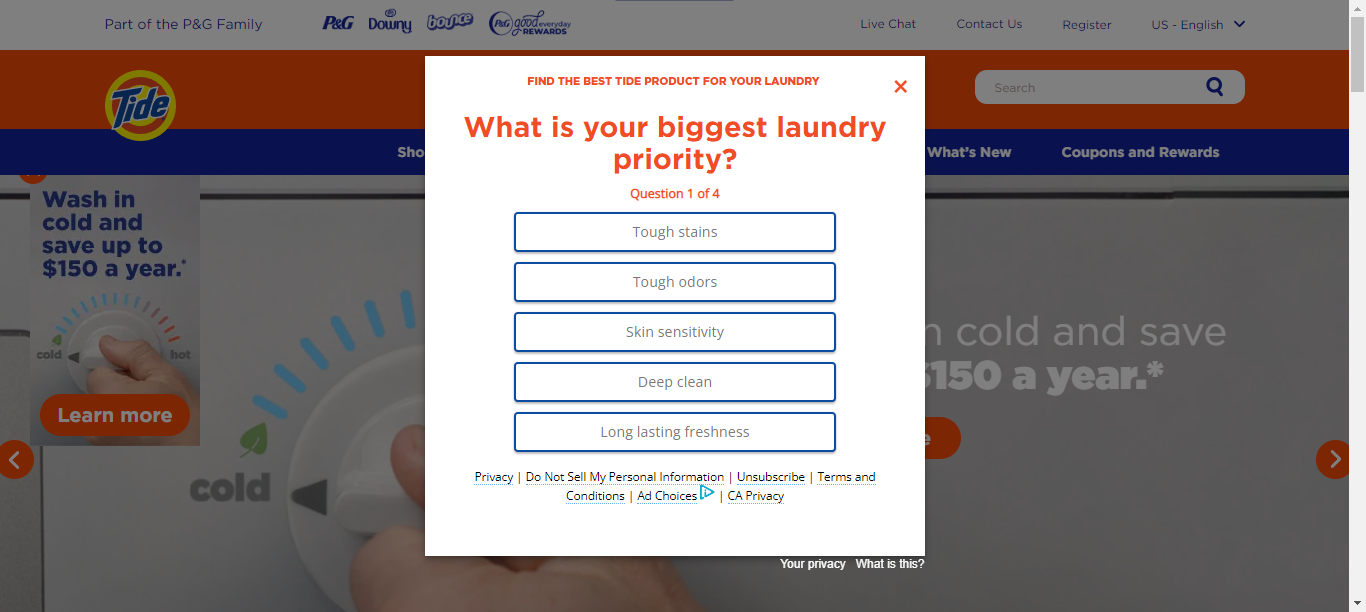 Part of the P&G Family
P&G
Downy
bounce
P&G good everyday
REWARDS
Live Chat
Contact Us
Register
US - English
Tide
Search
Sho
What's New
Coupons and Rewards
FIND THE BEST TIDE PRODUCT FOR YOUR LAUNDRY
What is your biggest laundry
priority?
Question 1 of 4
Tough stains
Tough odors
Skin sensitivity
Deep clean
Long lasting freshness
Privacy | Do Not Sell My Personal Information | Unsubscribe | Terms and
Conditions | Ad Choices | CA Privacy
Your privacy What is this?
Wash in
cold and
save up to
$150 a year.*
cold
hot
Learn more
cold
n cold and save
$150 a year.*
e